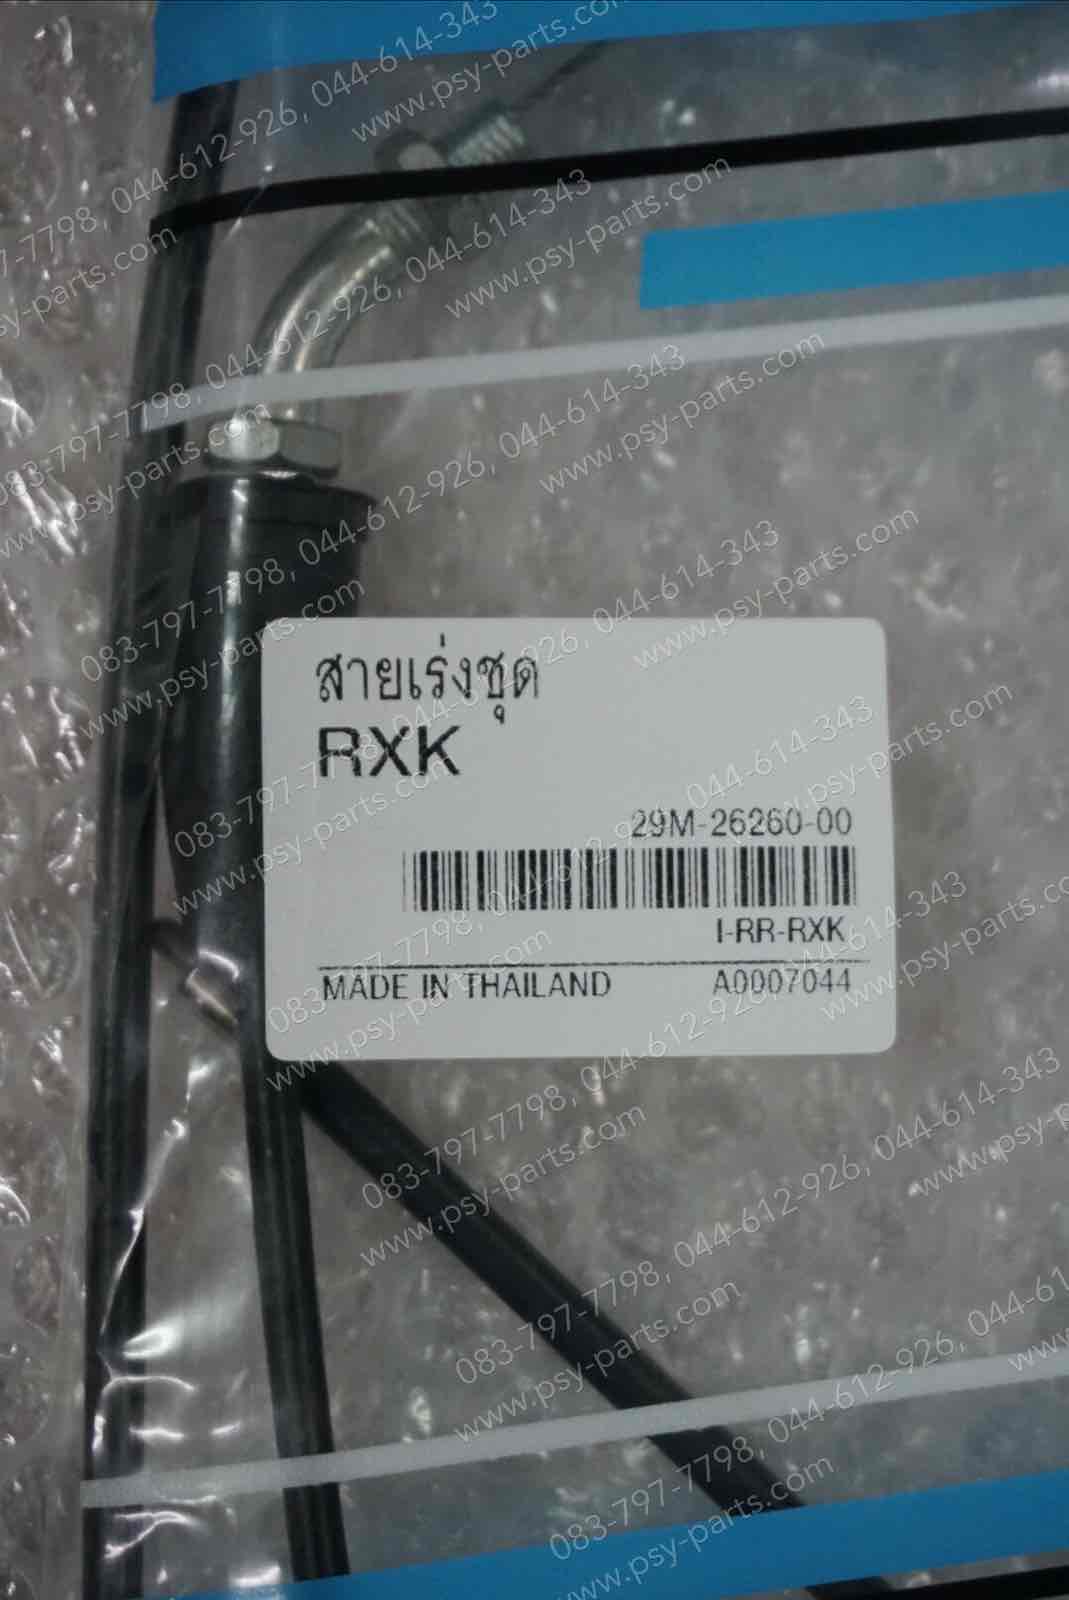 สายเร่งชุด
RXK
29M-26260-00
I-RR-RXK
MADE IN THAILAND A0007044
083-797-7798, 044-612-926, 044-614-343
www.psy-parts.com